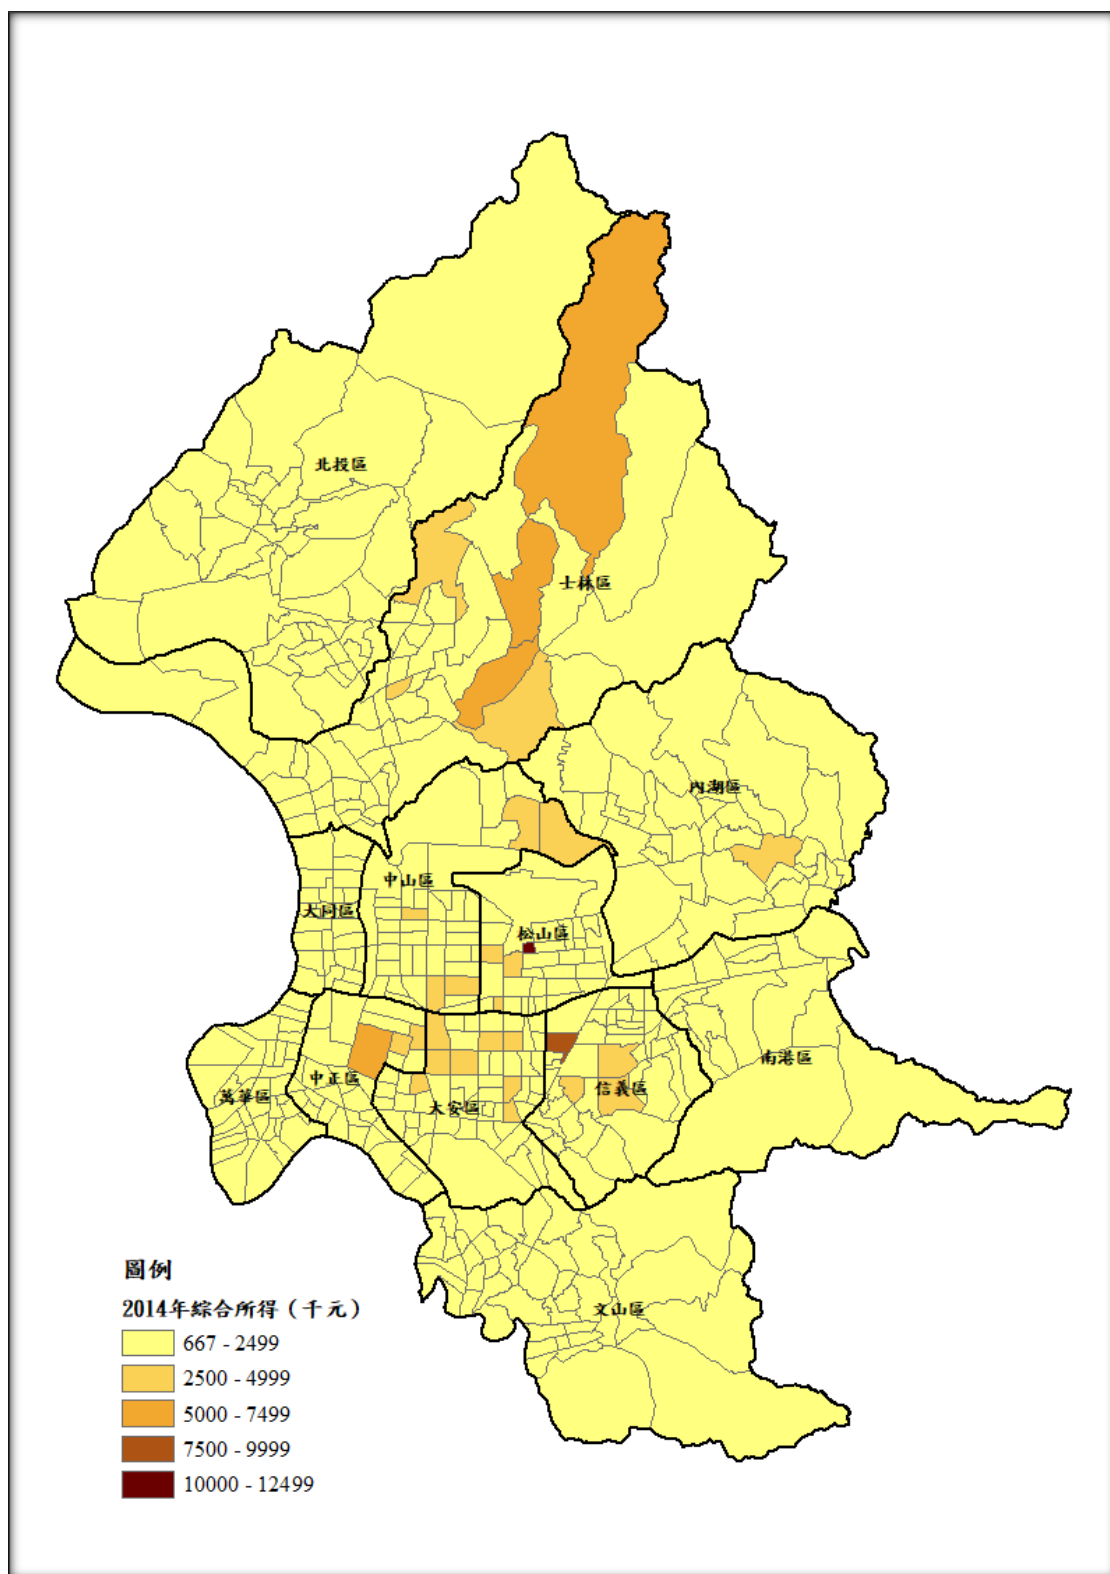 北投區
士林區
內湖區
中山區
大同區
松山區
南港區
中正區
信義區
萬華區
大安區
文山區
圖例
2014年綜合所得（千元）
667 - 2499
2500 - 4999
5000 - 7499
7500 - 9999
10000 - 12499